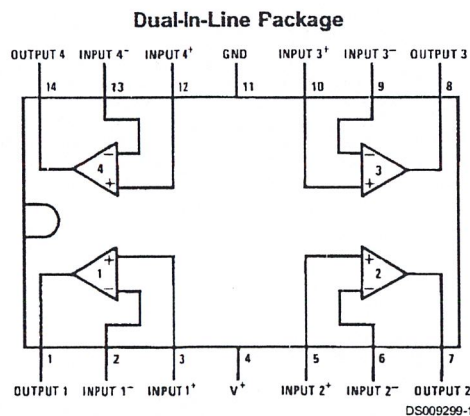 Dual-In-Line Package
OUTPUT 4 INPUT 4⁻ INPUT 4⁺ GND INPUT 3⁺ INPUT 3⁻ OUTPUT 3
14 13 12 11 10 9 8
− −
4 3
+ +
+ +
1 2
− −
1 2 3 4 5 6 7
OUTPUT 1 INPUT 1⁻ INPUT 1⁺ V⁺ INPUT 2⁺ INPUT 2⁻ OUTPUT 2